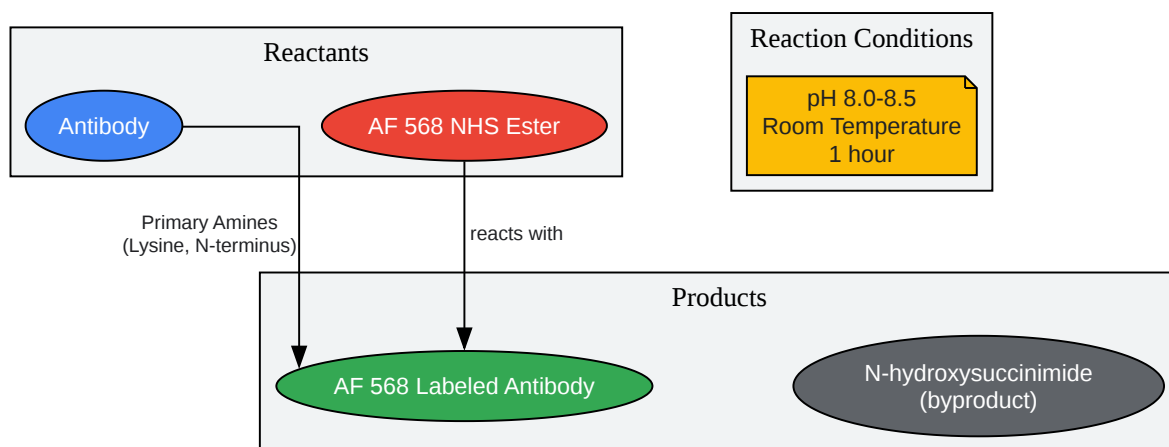 Reactants
Antibody
AF 568 NHS Ester
Reaction Conditions
pH 8.0-8.5
Room Temperature
1 hour
Primary Amines
(Lysine, N-terminus)
reacts with
Products
AF 568 Labeled Antibody
N-hydroxysuccinimide
(byproduct)